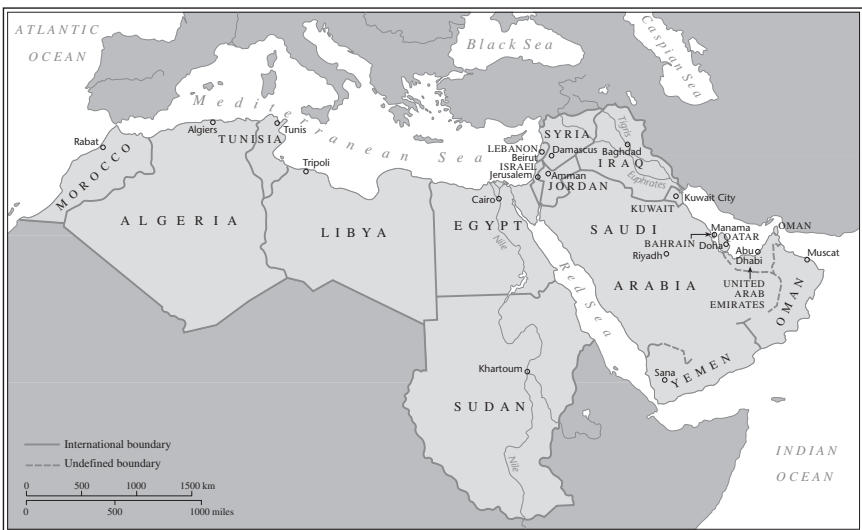 ATLANTIC
OCEAN
Black Sea
Caspian Sea
Mediterranean Sea
Rabat
MOROCCO
Algiers
TUNISIA
Tunis
Tripoli
ALGERIA
LIBYA
EGYPT
Cairo
Nile
SYRIA
LEBANON
Beirut
Damascus
ISRAEL
Jerusalem
Amman
JORDAN
Tigris
Baghdad
IRAQ
Euphrates
Kuwait City
KUWAIT
SAUDI
ARABIA
Riyadh
Manama
BAHRAIN
QATAR
Doha
Abu
Dhabi
UNITED
ARAB
EMIRATES
OMAN
Muscat
OMAN
Red Sea
Sana
YEMEN
Khartoum
SUDAN
Nile
INDIAN
OCEAN
International boundary
Undefined boundary
0 500 1000 1500 km
0 500 1000 miles